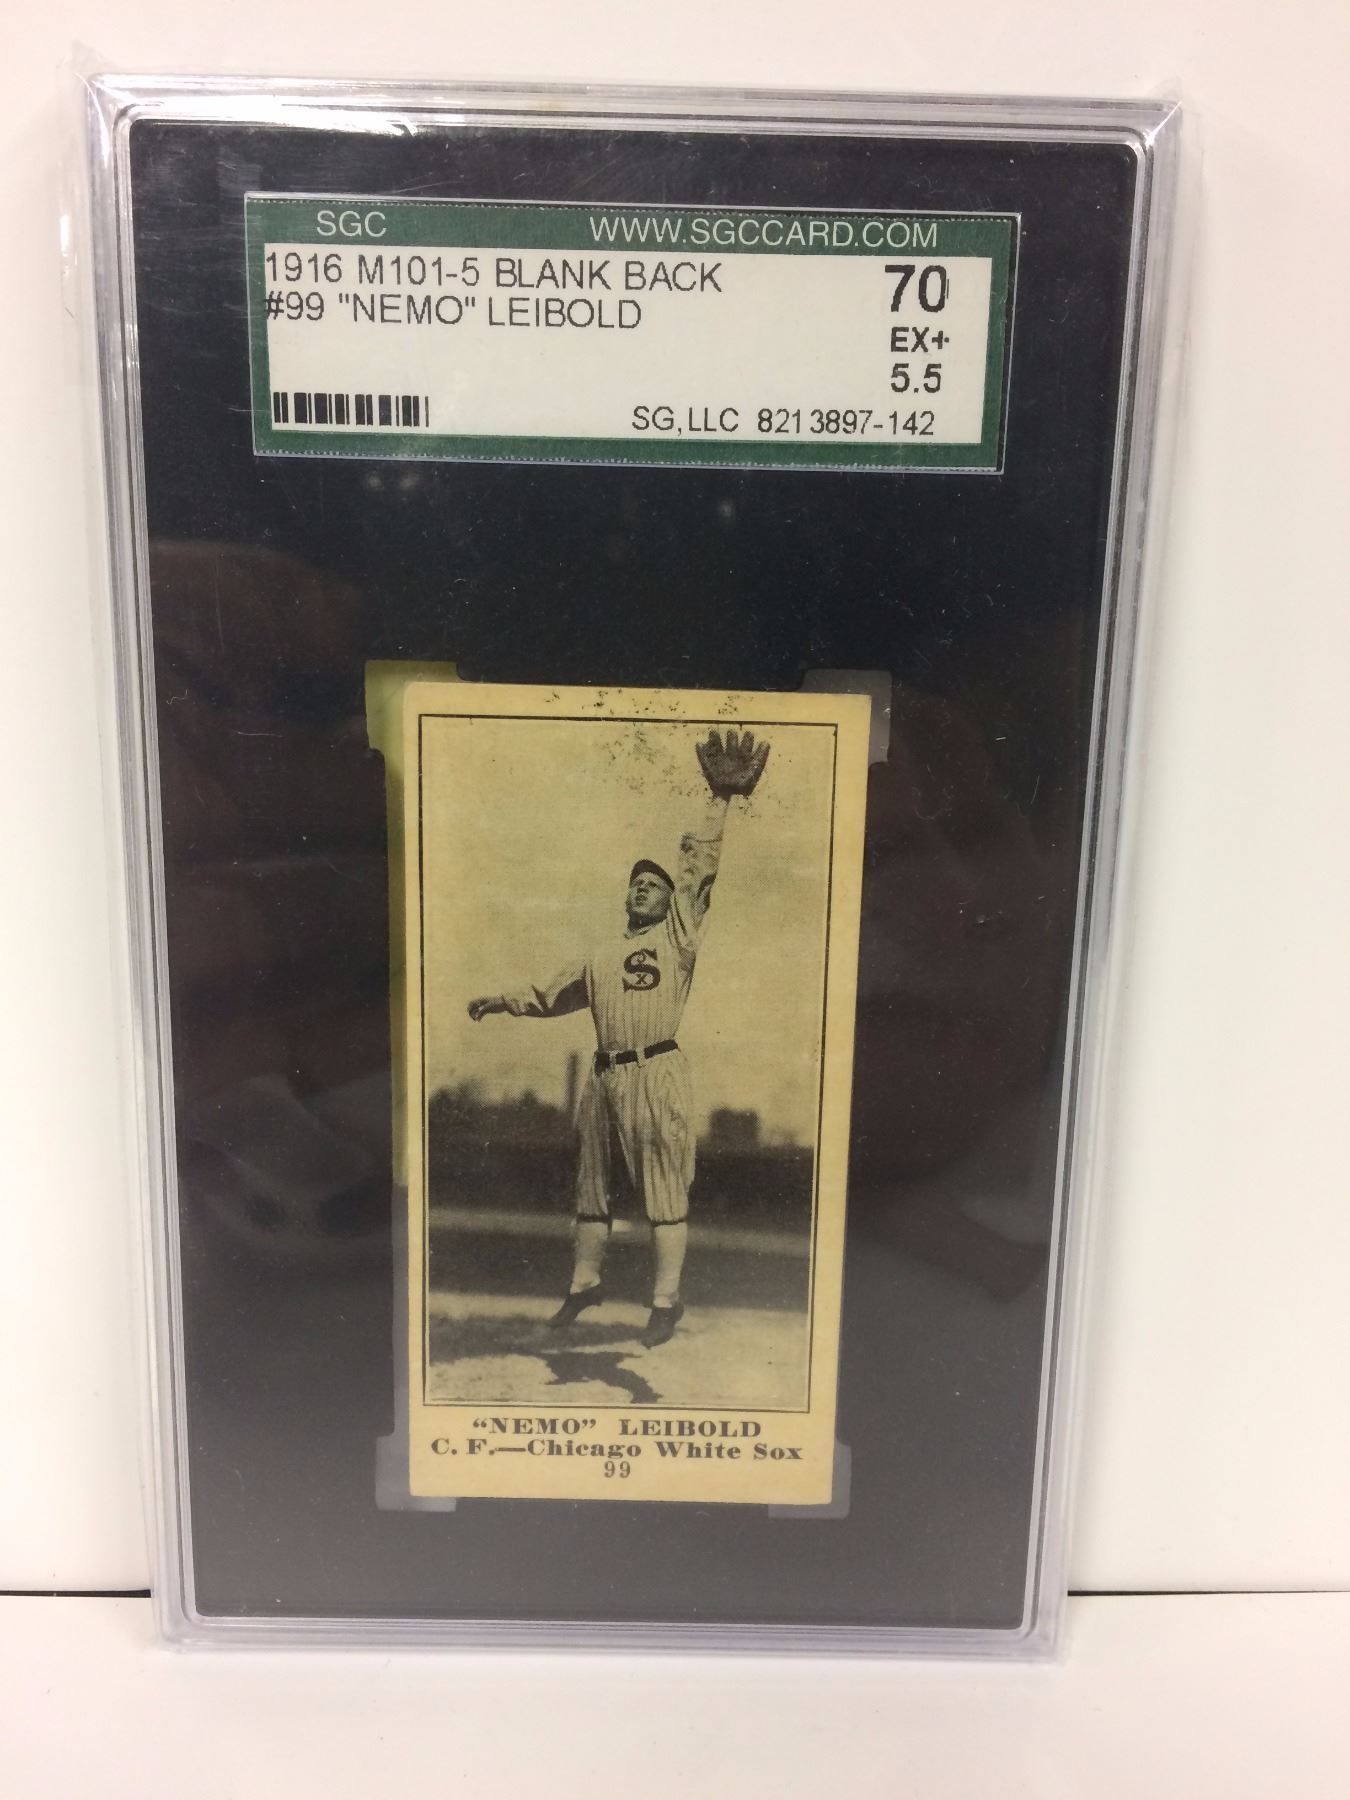 SGC WWW.SGCCARD.COM
1916 M101-5 BLANK BACK 70
#99 "NEMO" LEIBOLD EX+
5.5
SG,LLC 8213897-142
S
OX
“NEMO” LEIBOLD
C. F.—Chicago White Sox
99